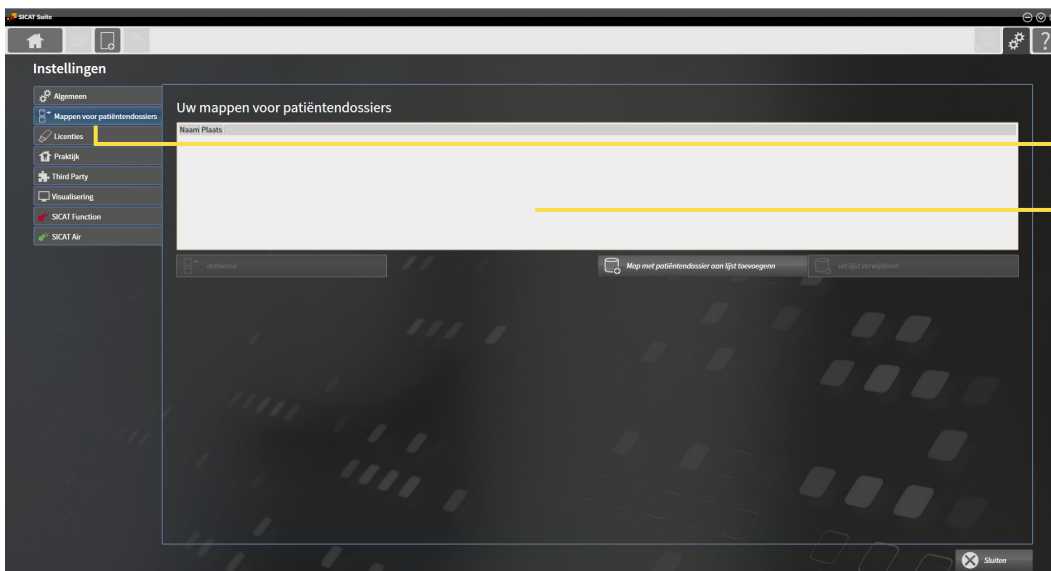 SICAT Suite
?
Instellingen
Algemeen
Mappen voor patiëntendossiers
Licenties
Praktijk
Third Party
Visualisering
SICAT Function
SICAT Air
Uw mappen voor patiëntendossiers
Naam Plaats
activeren
Map met patiëntendossier aan lijst toevoegenn
uit lijst verwijderen
Sluiten